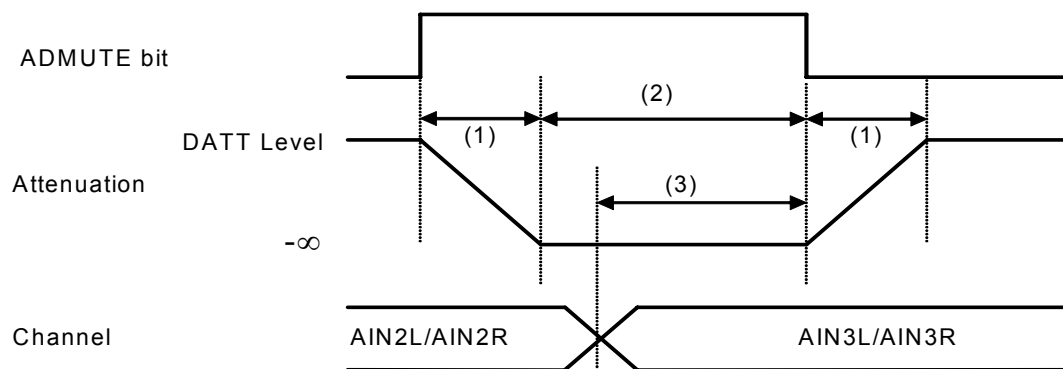 ADMUTE bit
(2)
(1)
(1)
DATT Level
Attenuation
(3)
-∞
Channel
AIN2L/AIN2R
AIN3L/AIN3R